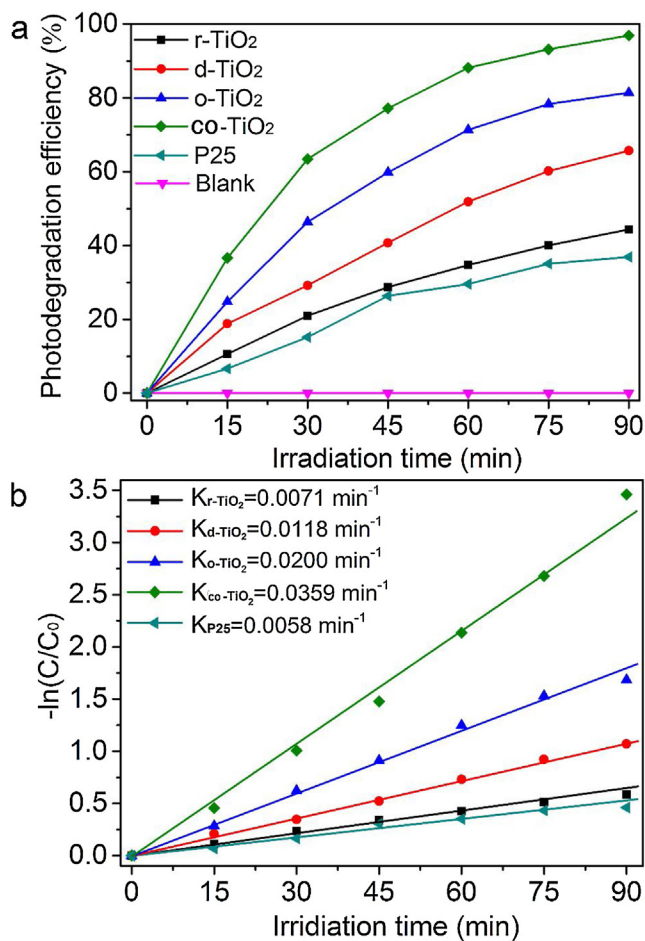 a
Photodegradation efficiency (%)
100
80
60
40
20
0
r-TiO₂
d-TiO₂
o-TiO₂
co-TiO₂
P25
Blank
0 15 30 45 60 75 90
Irradiation time (min)
b
-ln(C/C₀)
3.5
3.0
2.5
2.0
1.5
1.0
0.5
0.0
Kr-TiO₂=0.0071 min⁻¹
Kd-TiO₂=0.0118 min⁻¹
Ko-TiO₂=0.0200 min⁻¹
K/co-TiO₂=0.0359 min⁻¹
KP25=0.0058 min⁻¹
0 15 30 45 60 75 90
Irridiation time (min)